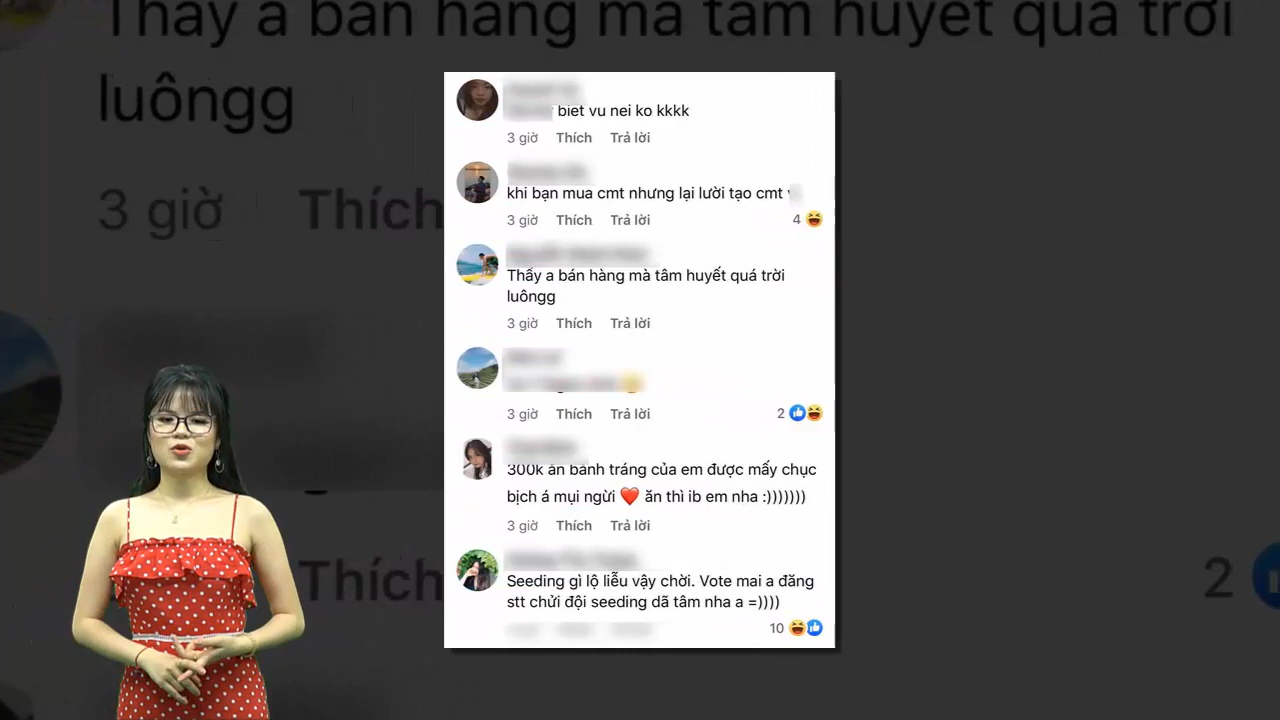 Thấy a bán hàng mà tâm huyết quá trời
luôngg
3 giờ Thích
Thích
2
biet vu nei ko kkkk
3 giờ Thích Trả lời
khi bạn mua cmt nhưng lại lười tạo cmt
3 giờ Thích Trả lời
4
Thấy a bán hàng mà tâm huyết quá trời
luôngg
3 giờ Thích Trả lời
3 giờ Thích Trả lời
2
300k ăn bánh tráng của em được mấy chục
bịch á mụi ngừi ❤️ ăn thì ib em nha :)))))))
3 giờ Thích Trả lời
Seeding gì lộ liễu vậy chời. Vote mai a đăng
stt chửi đội seeding dã tâm nha a =))))
10